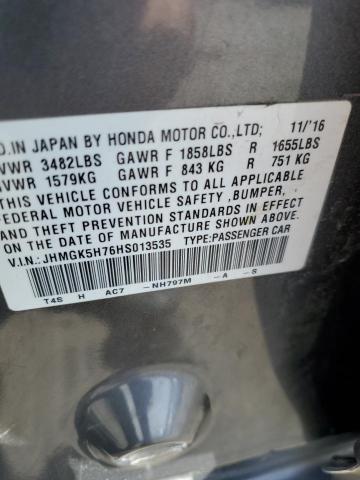 D.IN JAPAN BY HONDA MOTOR CO.,LTD. 11/'16
VWR 3482LBS GAWR F 1858LBS R 1655LBS
VWR 1579KG GAWR F 843 KG R 751 KG
THIS VEHICLE CONFORMS TO ALL APPLICABLE
FEDERAL MOTOR VEHICLE SAFETY ,BUMPER,
AND THEFT PREVENTION STANDARDS IN EFFECT
ON THE DATE OF MANUFACTURE SHOWN ABOVE.
V.I.N.: JHMGK5H76HS013535 TYPE:PASSENGER CAR
T4S H AC7 -NH797M -A -S